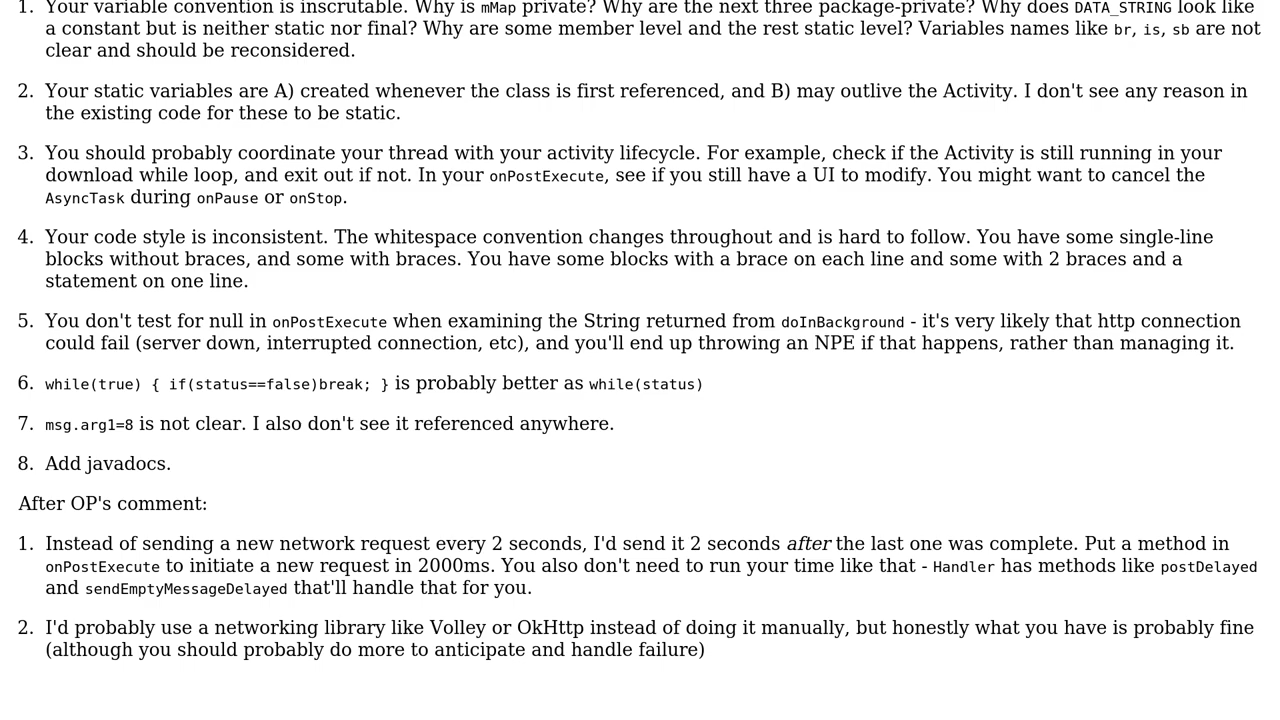 1. Your variable convention is inscrutable. Why is mMap private? Why are the next three package-private? Why does DATA_STRING look like
a constant but is neither static nor final? Why are some member level and the rest static level? Variables names like br, is, sb are not
clear and should be reconsidered.
2. Your static variables are A) created whenever the class is first referenced, and B) may outlive the Activity. I don't see any reason in
the existing code for these to be static.
3. You should probably coordinate your thread with your activity lifecycle. For example, check if the Activity is still running in your
download while loop, and exit out if not. In your onPostExecute, see if you still have a UI to modify. You might want to cancel the
AsyncTask during onPause or onStop.
4. Your code style is inconsistent. The whitespace convention changes throughout and is hard to follow. You have some single-line
blocks without braces, and some with braces. You have some blocks with a brace on each line and some with 2 braces and a
statement on one line.
5. You don't test for null in onPostExecute when examining the String returned from doInBackground - it's very likely that http connection
could fail (server down, interrupted connection, etc), and you'll end up throwing an NPE if that happens, rather than managing it.
6. while(true) { if(status==false)break; } is probably better as while(status)
7. msg.arg1=8 is not clear. I also don't see it referenced anywhere.
8. Add javadocs.
After OP's comment:
1. Instead of sending a new network request every 2 seconds, I'd send it 2 seconds after the last one was complete. Put a method in
onPostExecute to initiate a new request in 2000ms. You also don't need to run your time like that - Handler has methods like postDelayed
and sendEmptyMessageDelayed that'll handle that for you.
2. I'd probably use a networking library like Volley or OkHttp instead of doing it manually, but honestly what you have is probably fine
(although you should probably do more to anticipate and handle failure)